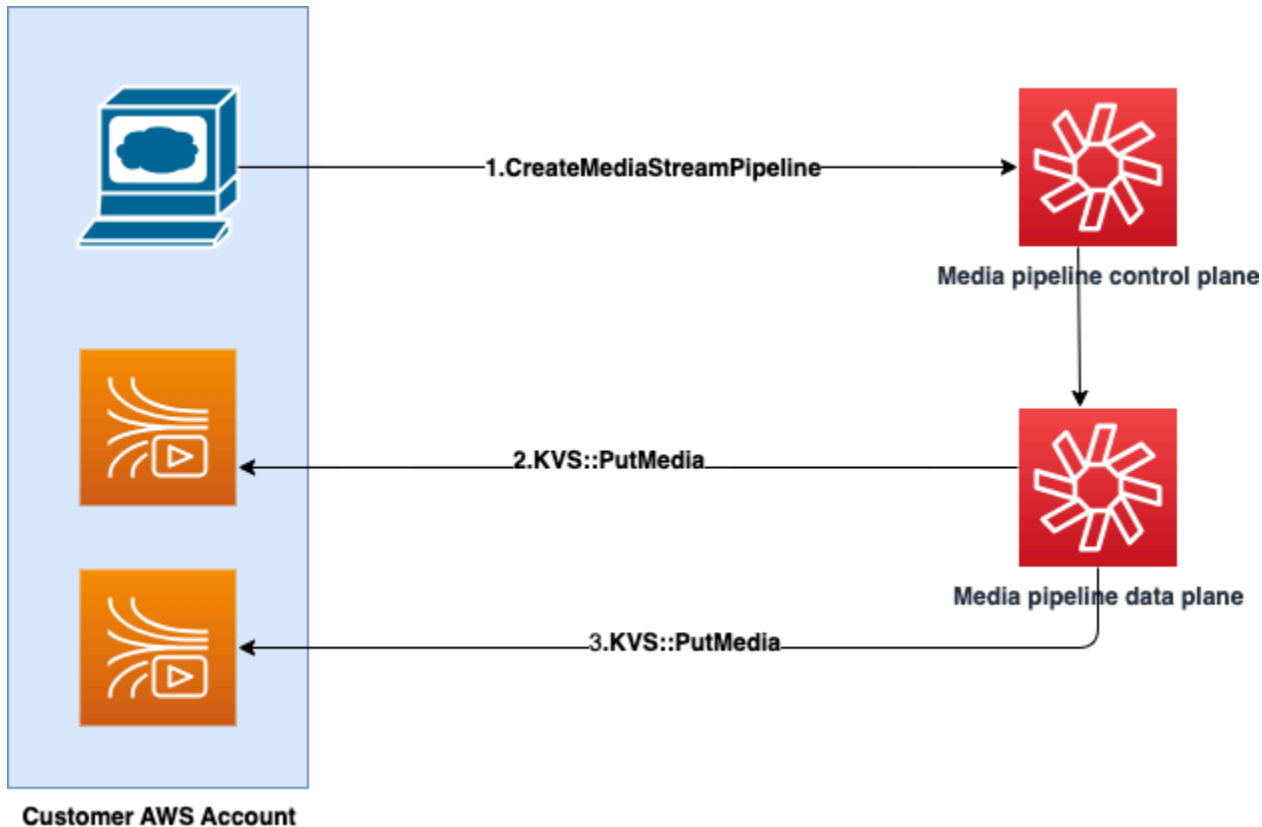 1.CreateMediaStreamPipeline
Media pipeline control plane
2.KVS::PutMedia
Media pipeline data plane
3.KVS::PutMedia
Customer AWS Account